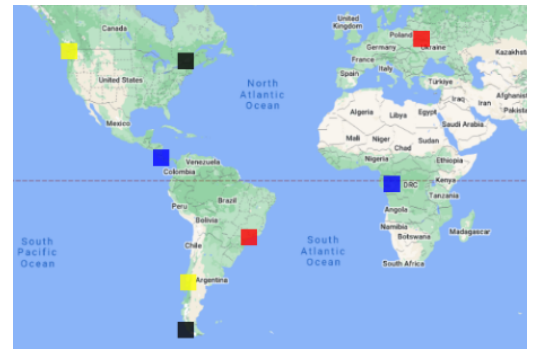 Canada
United States
Mexico
Venezuela
Colombia
Peru
Brazil
Bolivia
Chile
Argentina
North
Atlantic
Ocean
South
Pacific
Ocean
South
Atlantic
Ocean
United
Kingdom
Poland
Germany
Ukraine
France
Italy
Spain
Türkiye
Kazakhst
Iraq
Iran
Afghanist
Pakist
Algeria
Libya
Egypt
Saudi Arabia
Mali
Niger
Chad
Sudan
Nigeria
Ethiopia
DRC
Kenya
Tanzania
Angola
Namibia
Botswana
Madagascar
South Africa